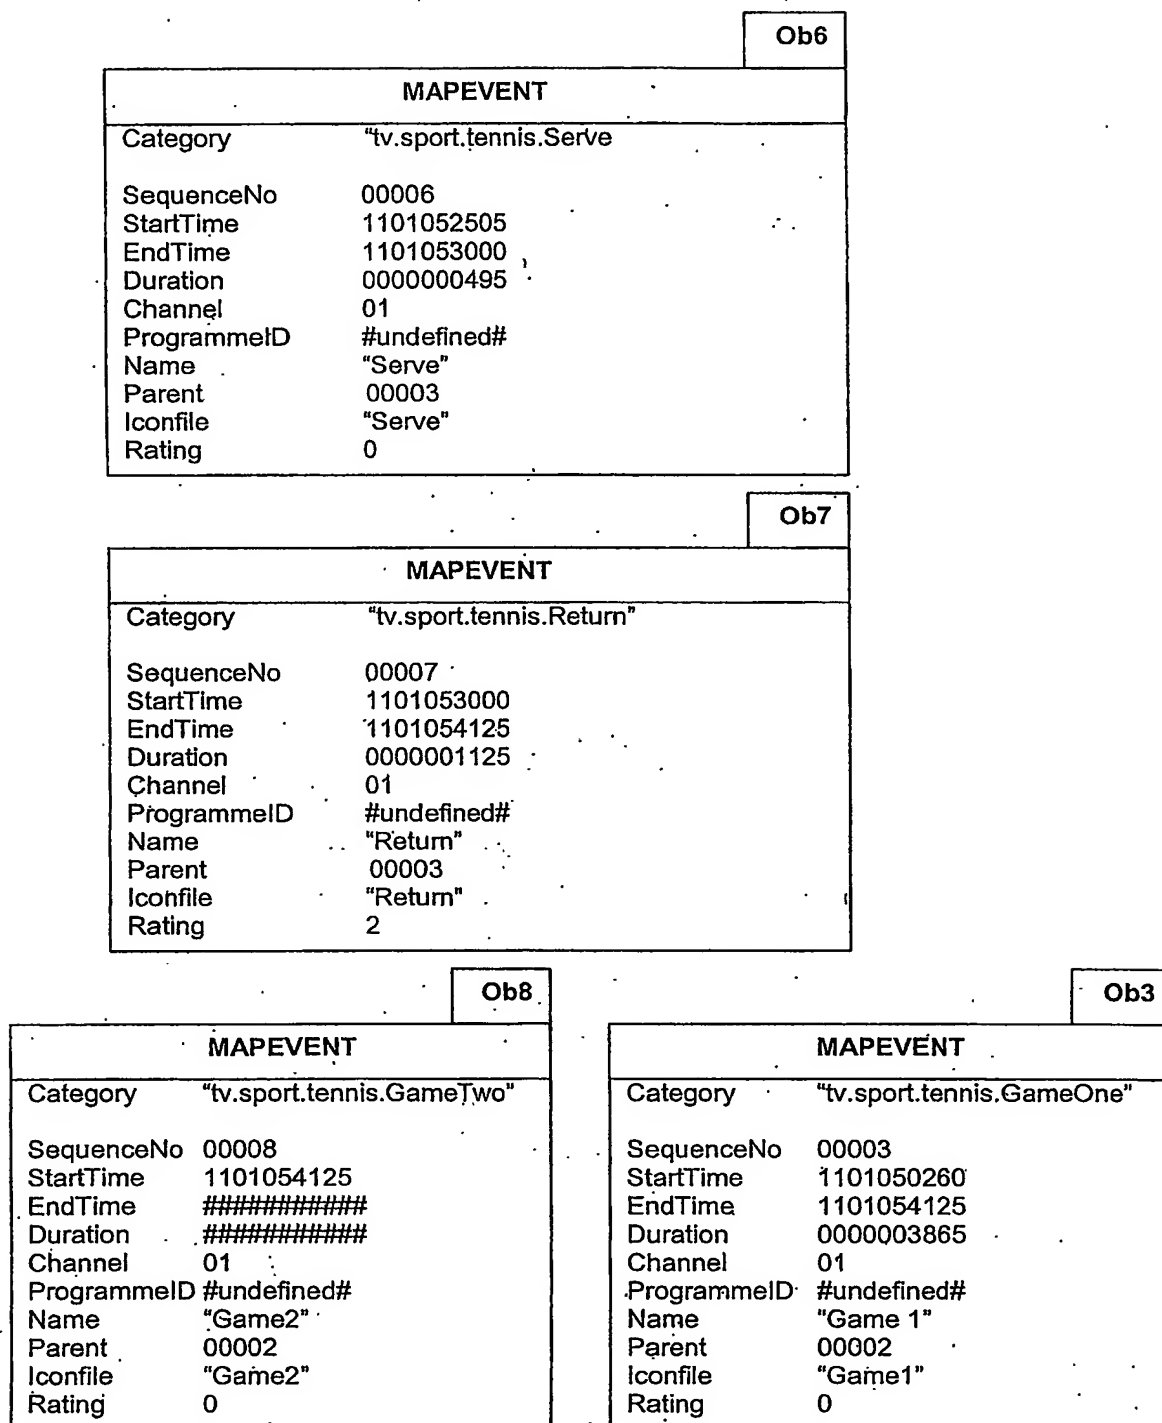 Ob6
MAPEVENT
Category "tv.sport.tennis.Serve
SequenceNo 00006
StartTime 1101052505
EndTime 1101053000
Duration 0000000495
Channel 01
ProgrammeID #undefined#
Name "Serve"
Parent 00003
Iconfile "Serve"
Rating 0
Ob7
MAPEVENT
Category "tv.sport.tennis.Return"
SequenceNo 00007
StartTime 1101053000
EndTime 1101054125
Duration 0000001125
Channel 01
ProgrammeID #undefined#
Name "Return"
Parent 00003
Iconfile "Return"
Rating 2
Ob8
MAPEVENT
Category "tv.sport.tennis.GameTwo"
SequenceNo 00008
StartTime 1101054125
EndTime ###########
Duration ###########
Channel 01
ProgrammeID #undefined#
Name "Game2"
Parent 00002
Iconfile "Game2"
Rating 0
Ob3
MAPEVENT
Category "tv.sport.tennis.GameOne"
SequenceNo 00003
StartTime 1101050260
EndTime 1101054125
Duration 0000003865
Channel 01
ProgrammeID #undefined#
Name "Game 1"
Parent 00002
Iconfile "Game1"
Rating 0